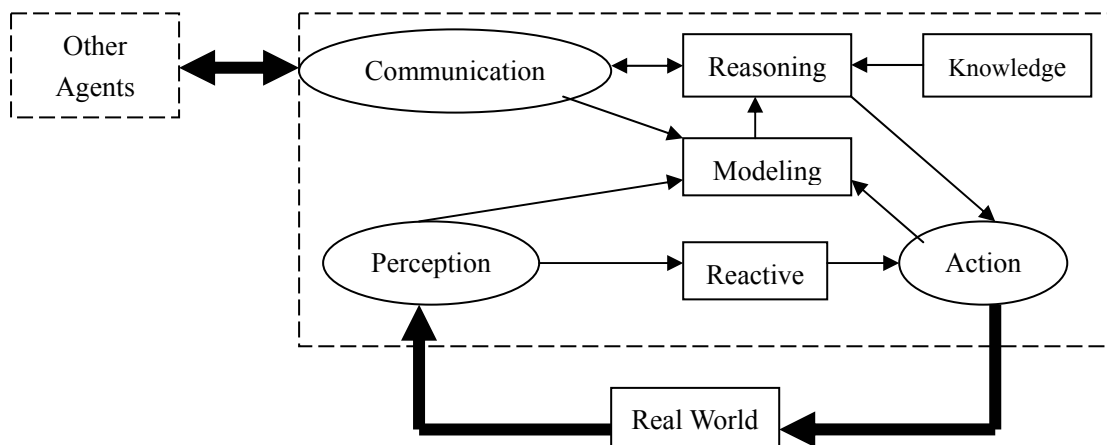 Other
Agents
Communication
Reasoning
Knowledge
Modeling
Perception
Reactive
Action
Real World